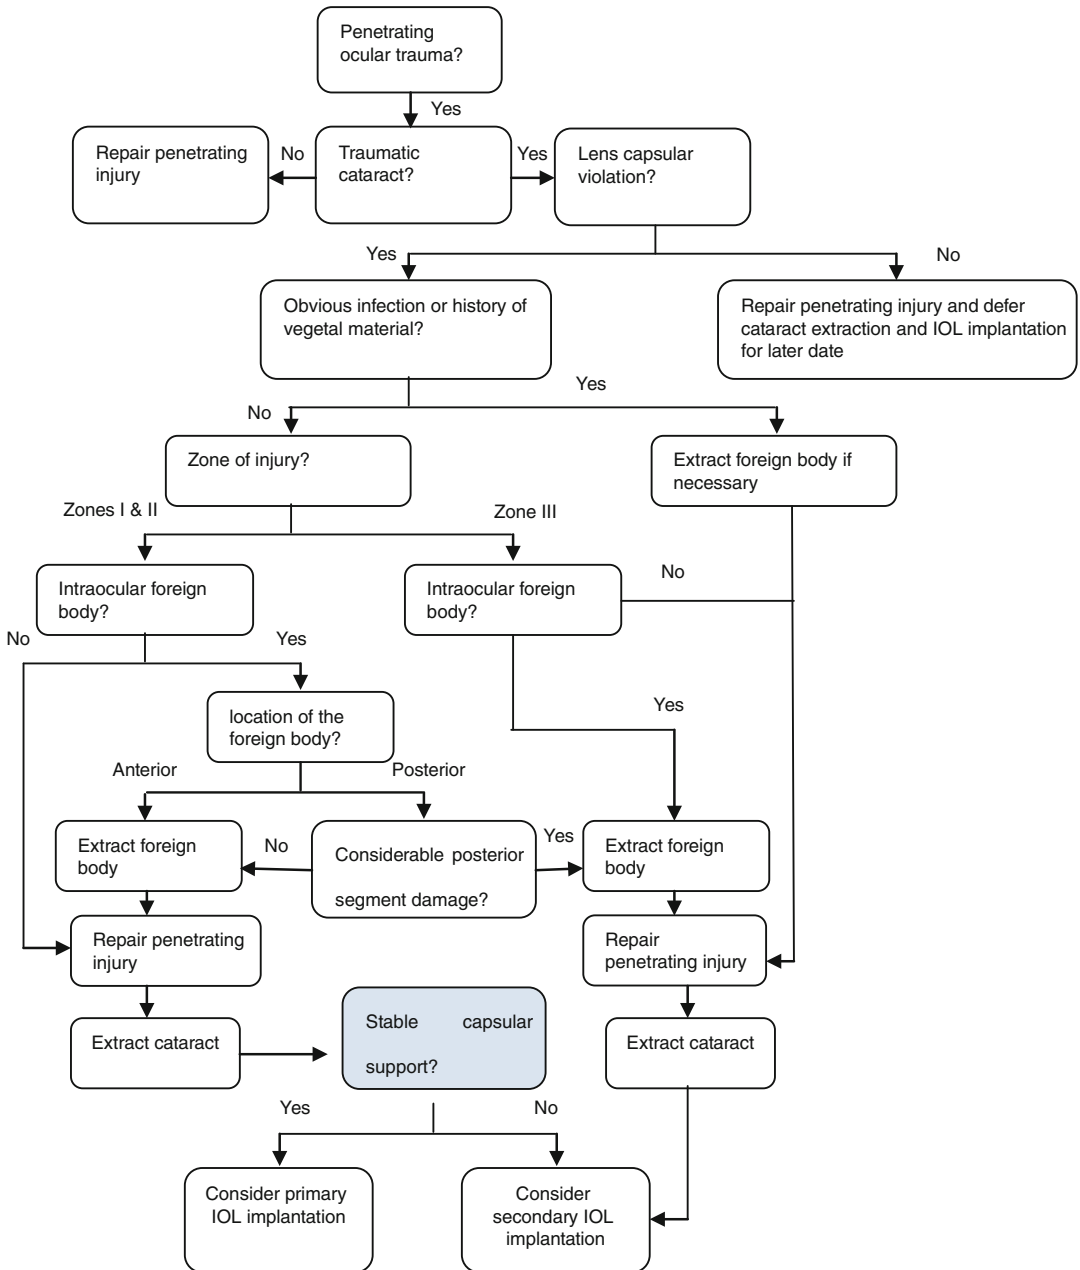 Penetrating
ocular trauma?
Yes
Repair penetrating
injury
No
Traumatic
cataract?
Yes
Lens capsular
violation?
Yes
No
Obvious infection or history of
vegetal material?
Repair penetrating injury and defer
cataract extraction and IOL implantation
for later date
Yes
No
Zone of injury?
Extract foreign body if
necessary
Zones I & II
Zone III
Intraocular foreign
body?
Intraocular foreign
body?
No
No
Yes
location of the
foreign body?
Yes
Anterior
Posterior
Extract foreign
body
No
Considerable posterior
segment damage?
Yes
Extract foreign
body
Repair penetrating
injury
Repair
penetrating injury
Extract cataract
Stable capsular
support?
Extract cataract
Yes
No
Consider primary
IOL implantation
Consider
secondary IOL
implantation